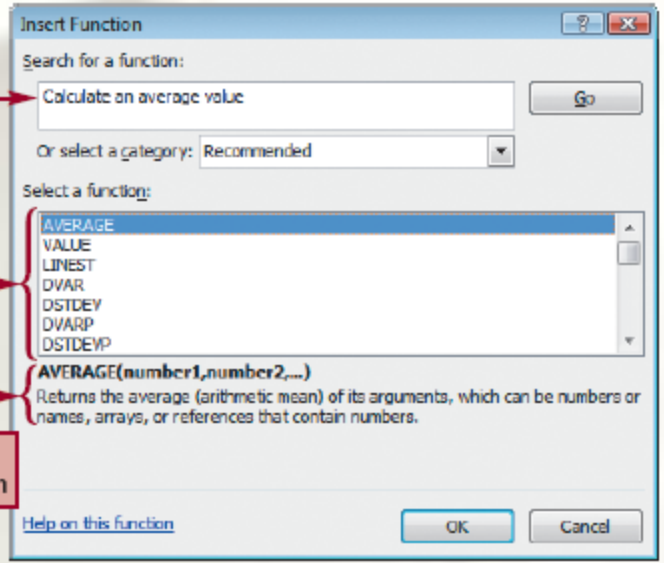 Insert Function
Search for a function:
Calculate an average value
Go
Or select a category: Recommended
Select a function:
AVERAGE
VALUE
LINEST
DVAR
DSTDEV
DVARP
DSTDEVP
AVERAGE(number1,number2,...)
Returns the average (arithmetic mean) of its arguments, which can be numbers or
names, arrays, or references that contain numbers.
Help on this function
OK
Cancel